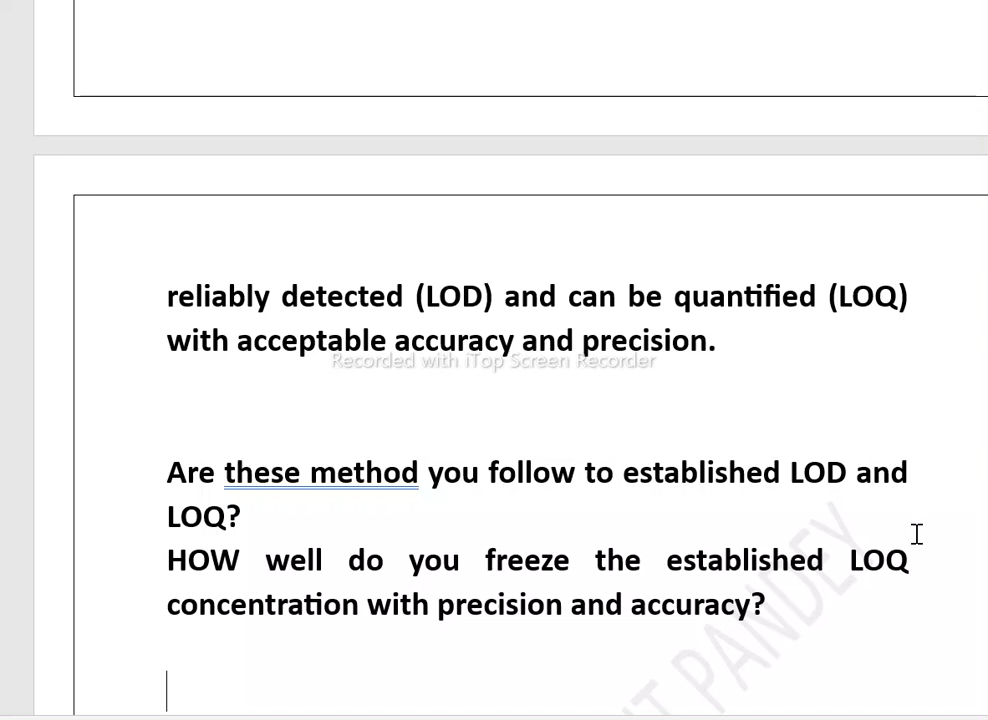 reliably detected (LOD) and can be quantified (LOQ)
with acceptable accuracy and precision.
Recorded with iTop Screen Recorder
Are these method you follow to established LOD and
LOQ?
HOW well do you freeze the established LOQ
concentration with precision and accuracy?
PANDEY